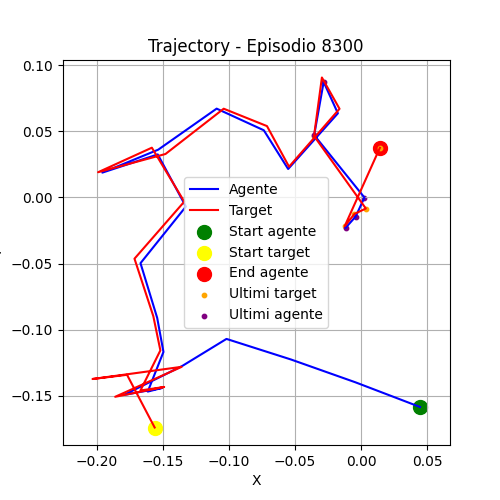 Trajectory - Episodio 8300
0.10
0.05
0.00
−0.05
−0.10
−0.15
Agente
Target
Start agente
Start target
End agente
Ultimi target
Ultimi agente
−0.20 −0.15 −0.10 −0.05 0.00 0.05
X